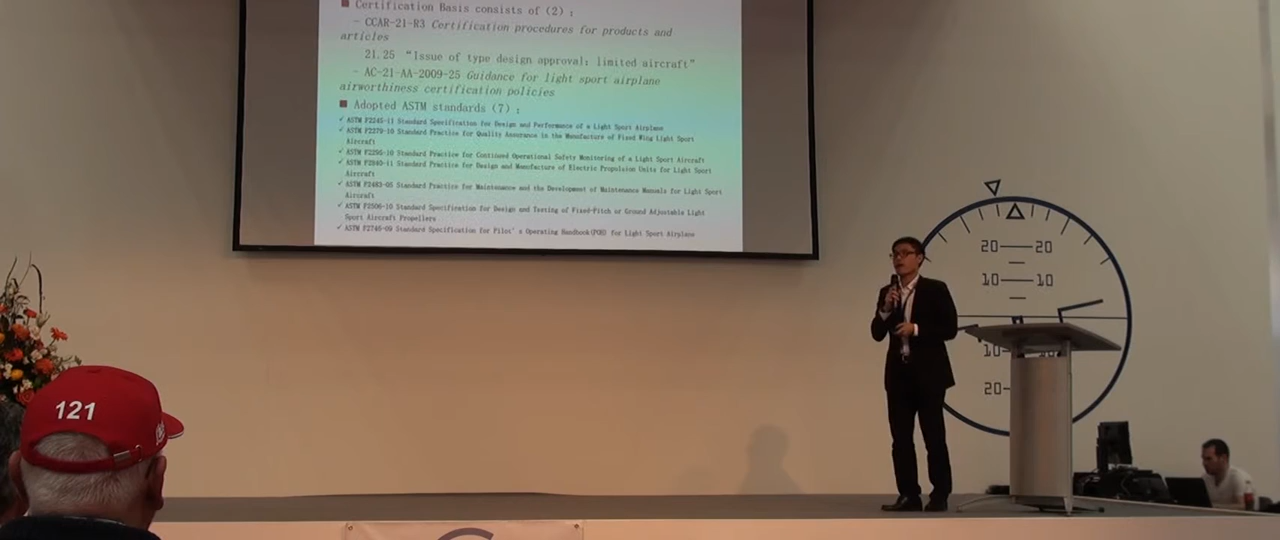 ■ Certification Basis consists of (2) :
- CCAR-21-R3 Certification procedures for products and
articles
21.25 "Issue of type design approval: limited aircraft"
- AC-21-AA-2009-25 Guidance for light sport airplane
airworthiness certification policies
■ Adopted ASTM standards (7) :
✓ ASTM F2245-11 Standard Specification for Design and Performance of a Light Sport Airplane
✓ ASTM F2279-10 Standard Practice for Quality Assurance in the Manufacture of Fixed Wing Light Sport
Aircraft
✓ ASTM F2295-10 Standard Practice for Continued Operational Safety Monitoring of a Light Sport Aircraft
✓ ASTM F2840-11 Standard Practice for Design and Manufacture of Electric Propulsion Units for Light Sport
Aircraft
✓ ASTM F2483-05 Standard Practice for Maintenance and the Development of Maintenance Manuals for Light Sport
Aircraft
✓ ASTM F2506-10 Standard Specification for Design and Testing of Fixed-Pitch or Ground Adjustable Light
Sport Aircraft Propellers
✓ ASTM F2746-09 Standard Specification for Pilot's Operating Handbook(POH) for Light Sport Airplane
20 20
10 10
10
20
121